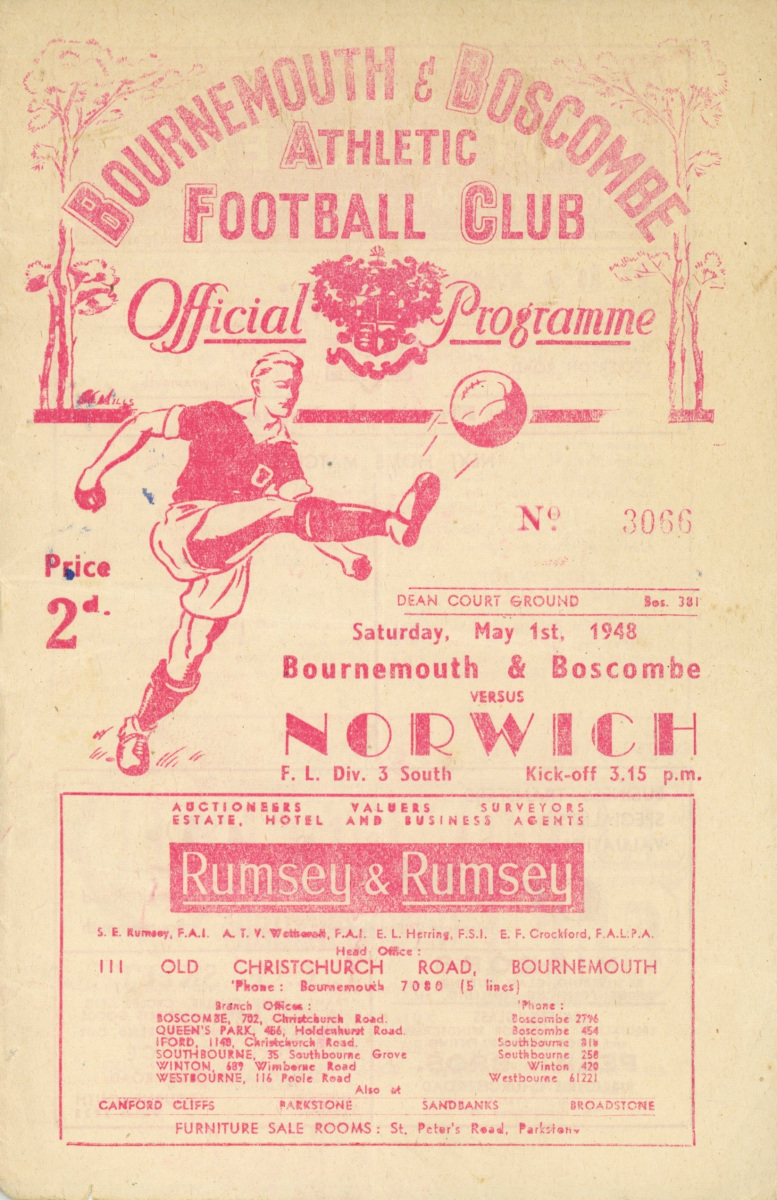 BOURNEMOUTH & BOSCOMBE
ATHLETIC
FOOTBALL CLUB
Official Programme
Nº 3066
Price
2d.
DEAN COURT GROUND Bos. 381
Saturday, May 1st, 1948
Bournemouth & Boscombe
VERSUS
NORWICH
F. L. Div. 3 South Kick-off 3.15 p.m.
AUCTIONEERS VALUERS SURVEYORS
ESTATE, HOTEL AND BUSINESS AGENTS
Rumsey & Rumsey
S. E. Rumsey, F.A.I. A. T. V. F.A.I. E. L. Herring, F.S.I. E. F. Crockford, F.A.L.P.A.
Head Office :
111 OLD CHRISTCHURCH ROAD, BOURNEMOUTH
'Phone : Bournemouth 7080 (5 lines)
Branch Offices : 'Phone :
BOSCOMBE, 702, Christchurch Road. Boscombe 2796
QUEEN'S PARK, 466, Holdenhurst Road. Boscombe 454
IFORD, 1140, Christchurch Road. Southbourne
SOUTHBOURNE, 35 Southbourne Grove Southbourne 258
WINTON, 689 Wimborne Road Winton 420
WESTBOURNE, 116 Poole Road Westbourne 61221
Also at
CANFORD CLIFFS PARKSTONE SANDBANKS BROADSTONE
FURNITURE SALE ROOMS : St. Peter's Road, Parkstone